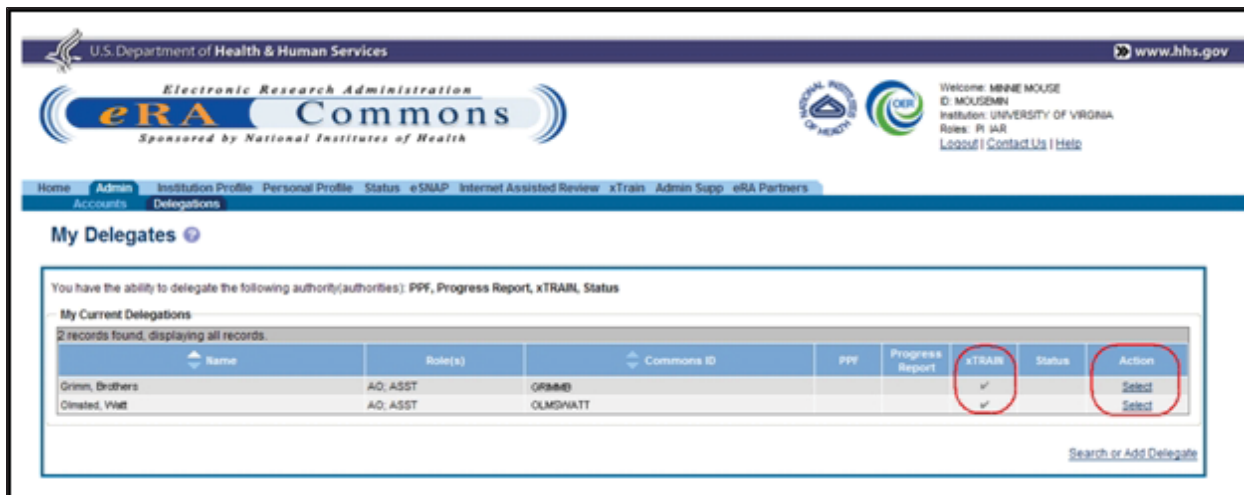 U.S. Department of Health & Human Services
www.hhs.gov
Electronic Research Administration
eRA Commons
Sponsored by National Institutes of Health
NATIONAL INSTITUTES OF HEALTH
OER
Welcome: MINNIE MOUSE
ID: MOUSEMIN
Institution: UNIVERSITY OF VIRGINIA
Roles: PI IAR
Logout | Contact Us | Help
Home Admin Institution Profile Personal Profile Status eSNAP Internet Assisted Review xTrain Admin Supp eRA Partners
Accounts Delegations
My Delegates ?
You have the ability to delegate the following authority(authorities): PPF, Progress Report, xTRAIN, Status
My Current Delegations
2 records found, displaying all records.
Name Role(s) Commons ID PPF Progress Report xTRAIN Status Action
Grimm, Brothers AO; ASST ✓ Select
Olmsted, Watt AO; ASST OLMSWATT ✓ Select
Search or Add Delegate